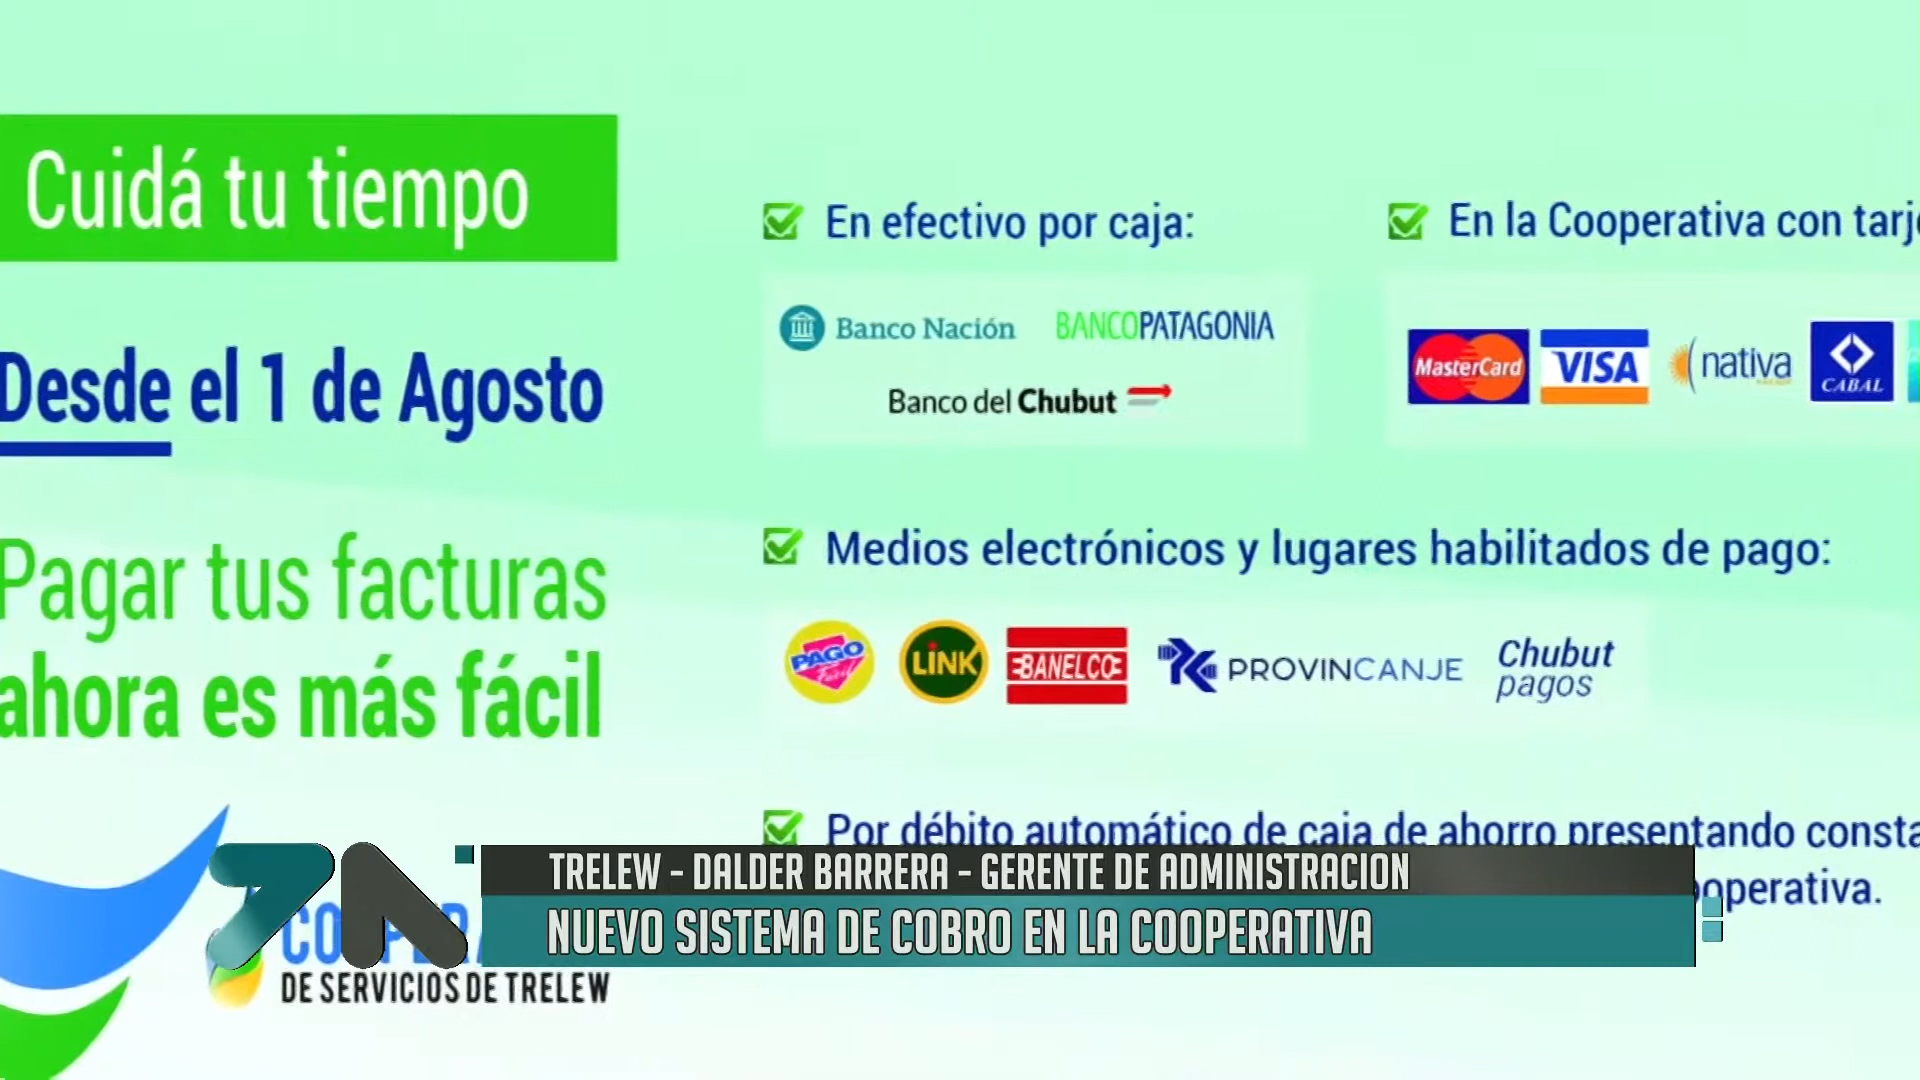 Cuidá tu tiempo
Desde el 1 de Agosto
Pagar tus facturas
ahora es más fácil
En efectivo por caja:
Banco Nación
BANCOPATAGONIA
Banco del Chubut
En la Cooperativa con
MasterCard
VISA
nativa
CABAL
Medios electrónicos y lugares habilitados de pago:
PAGO
fácil
LINK
BANELCO
PROVINCANJE
Chubut
pagos
Por débito automático de caja de ahorro presentando
TRELEW - DALDER BARRERA - GERENTE DE ADMINISTRACION
NUEVO SISTEMA DE COBRO EN LA COOPERATIVA
DE SERVICIOS DE TRELEW